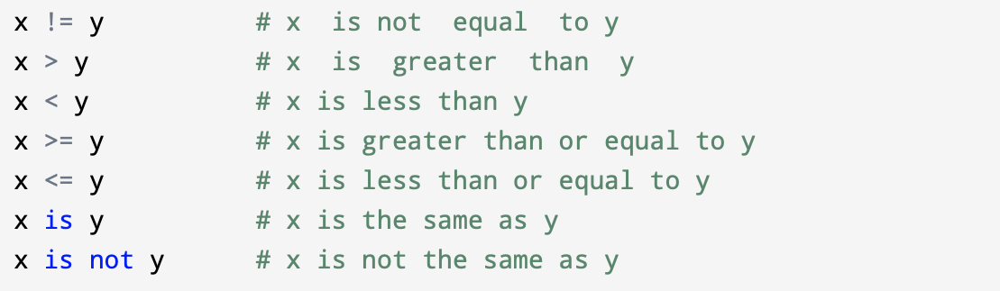 x != y          # x  is not  equal  to y
x > y           # x  is  greater  than  y
x < y           # x is less than y
x >= y          # x is greater than or equal to y
x <= y          # x is less than or equal to y
x is y          # x is the same as y
x is not y      # x is not the same as y